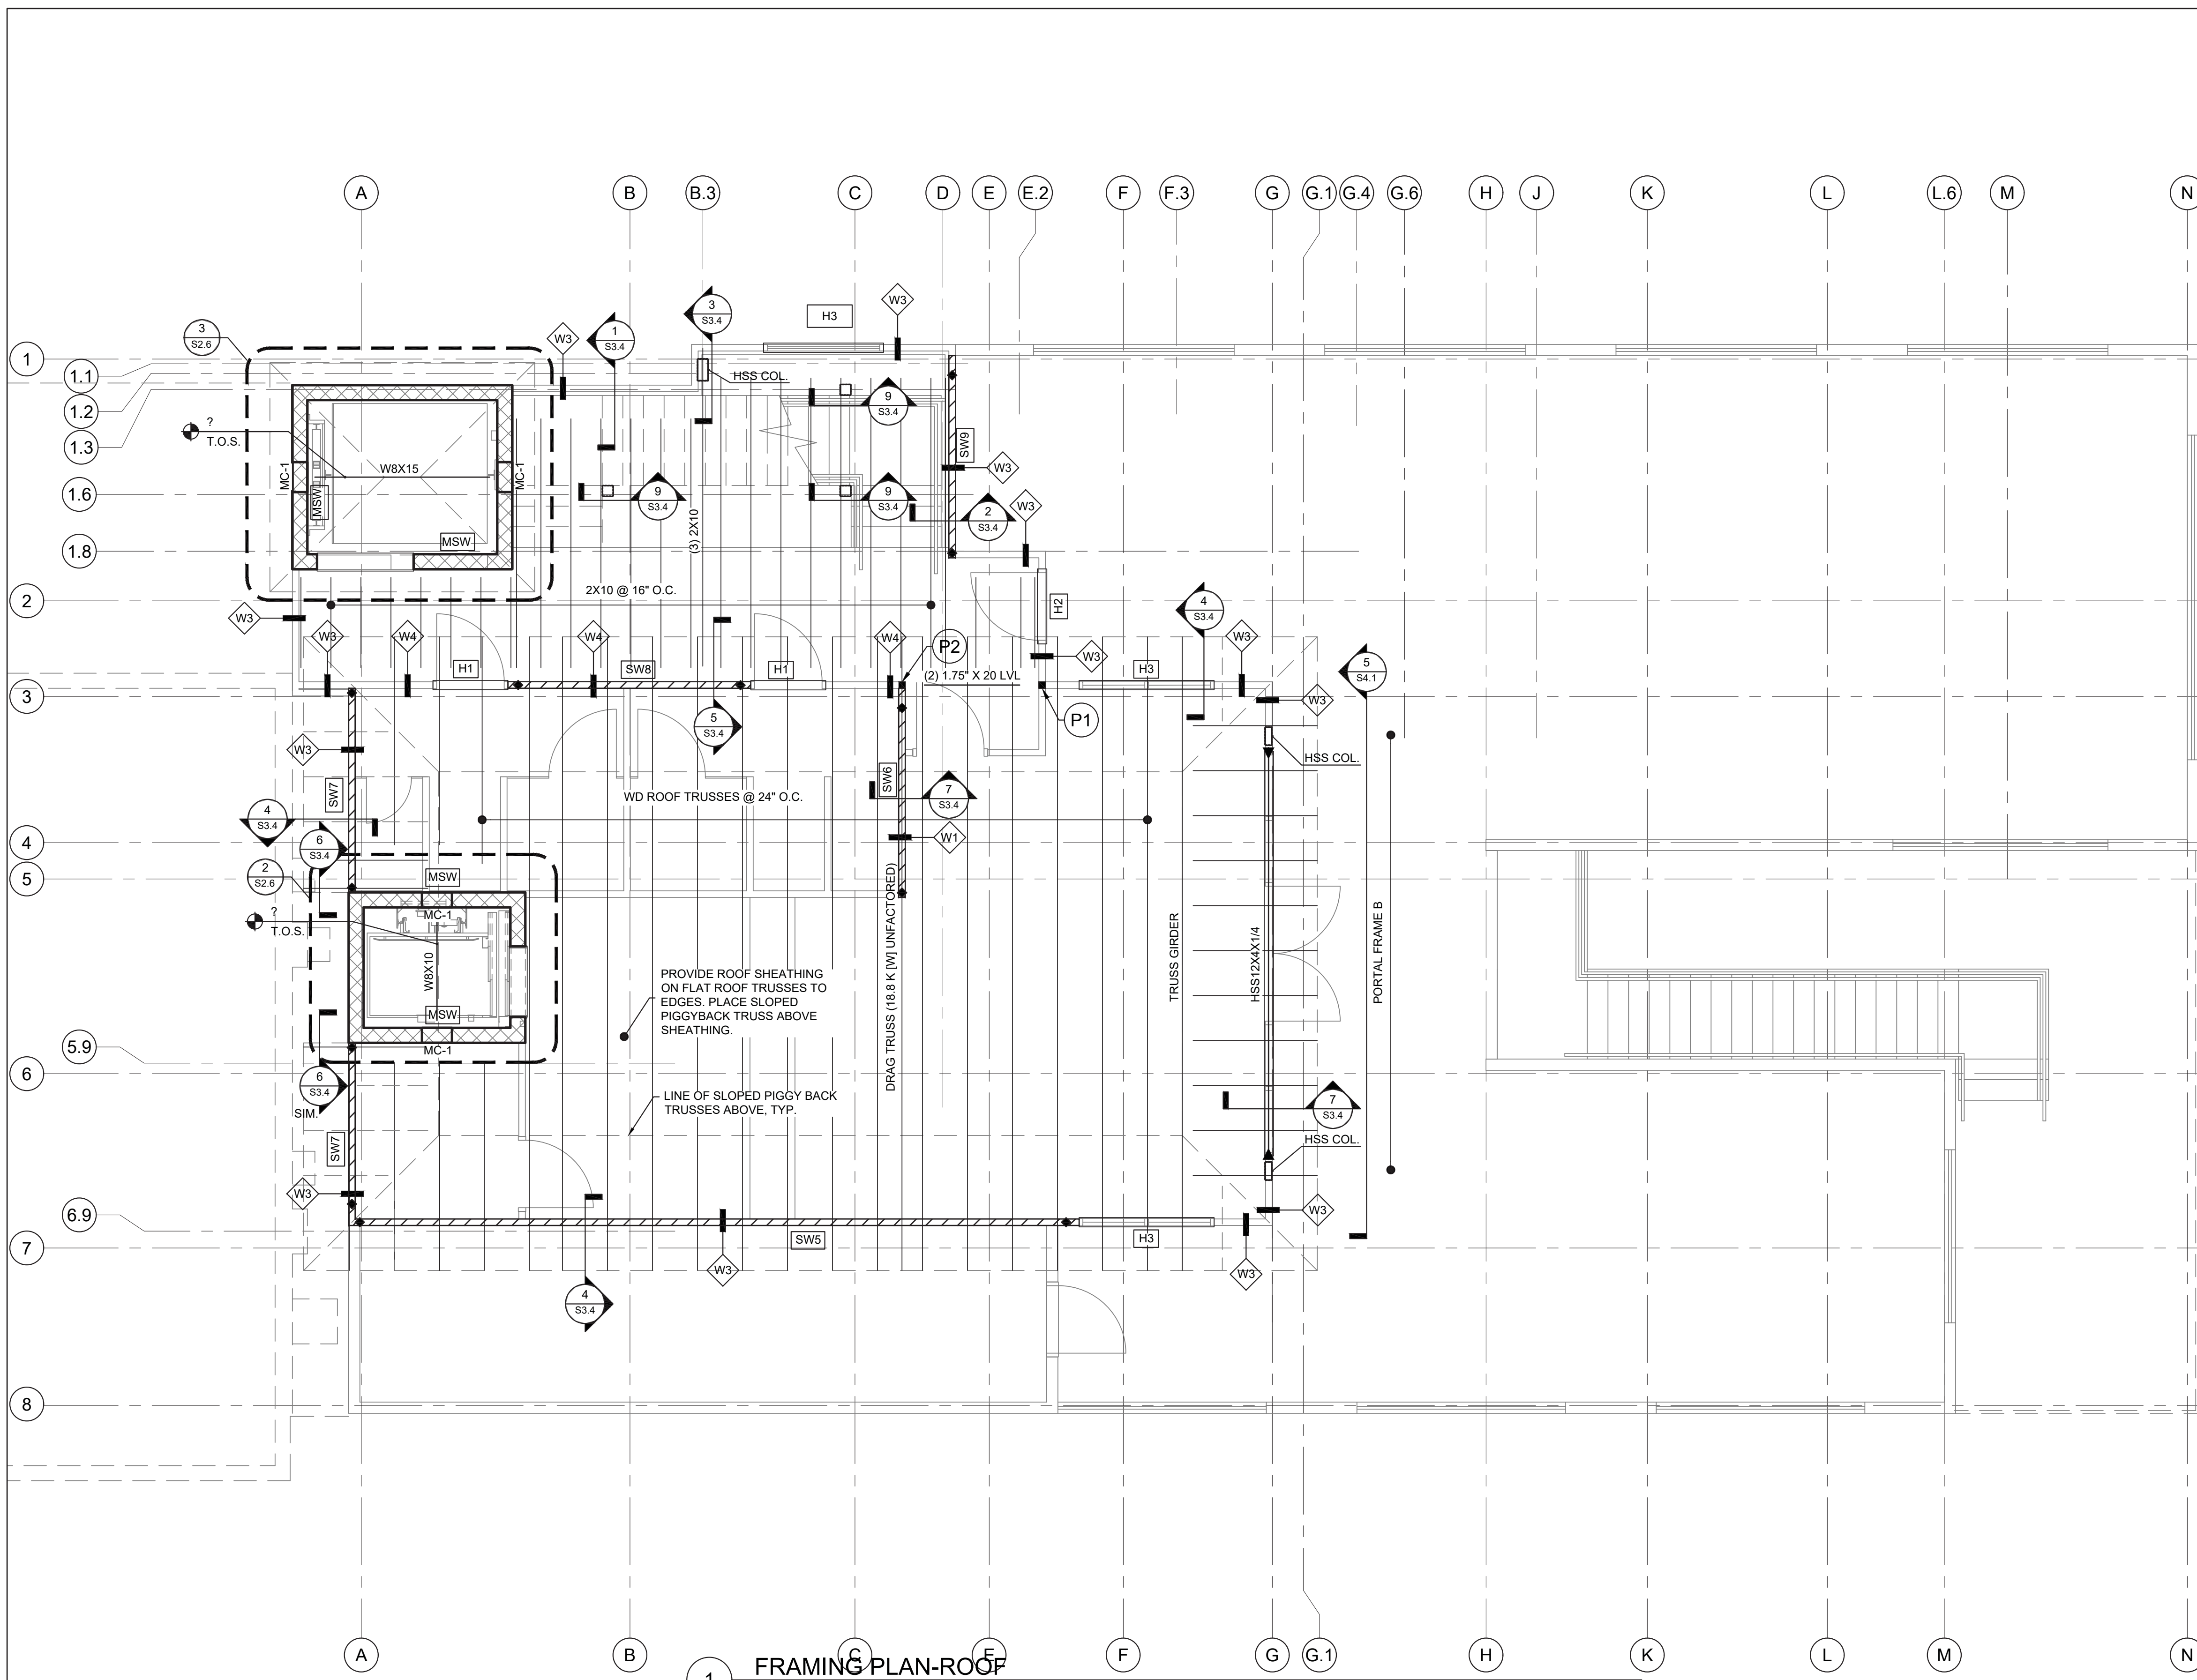 A B B.3 C D E E.2 F F.3 G G.1 G.4 G.6 H J K L L.6 M N
3
S3.4
W3
H3
3
S2.6
W3
1
S3.4
1
1.1
HSS COL.
1.2
9
S3.4
?
T.O.S.
1.3
SW9
W8X15
W3
MC-1
MC-1
1.6
MSW
9
S3.4
9
S3.4
W3
2
S3.4
(3) 2X10
MSW
1.8
2X10 @ 16" O.C.
2
H2
4
S3.4
W3
W3
W4
W4
W4
P2
W3
W3
5
S4.1
H1
SW8
H1
H3
(2) 1.75" X 20 LVL
3
W3
5
S3.4
P1
W3
HSS COL.
SW7
SW6
WD ROOF TRUSSES @ 24" O.C.
7
S3.4
4
S3.4
W1
4
6
S3.4
2
S2.6
MSW
5
MC-1
?
T.O.S.
DRAG TRUSS (18.8 K [W] UNFACTORED)
TRUSS GIRDER
HSS12X4X1/4
PORTAL FRAME B
W8X10
PROVIDE ROOF SHEATHING
ON FLAT ROOF TRUSSES TO
EDGES. PLACE SLOPED
PIGGYBACK TRUSS ABOVE
SHEATHING.
MSW
5.9
MC-1
6
6
S3.4
SIM.
LINE OF SLOPED PIGGY BACK
TRUSSES ABOVE, TYP.
7
S3.4
HSS COL.
SW7
W3
6.9
W3
SW5
H3
7
W3
W3
4
S3.4
8
A B C E F G G.1 H K L M N
1
FRAMING PLAN-ROOF